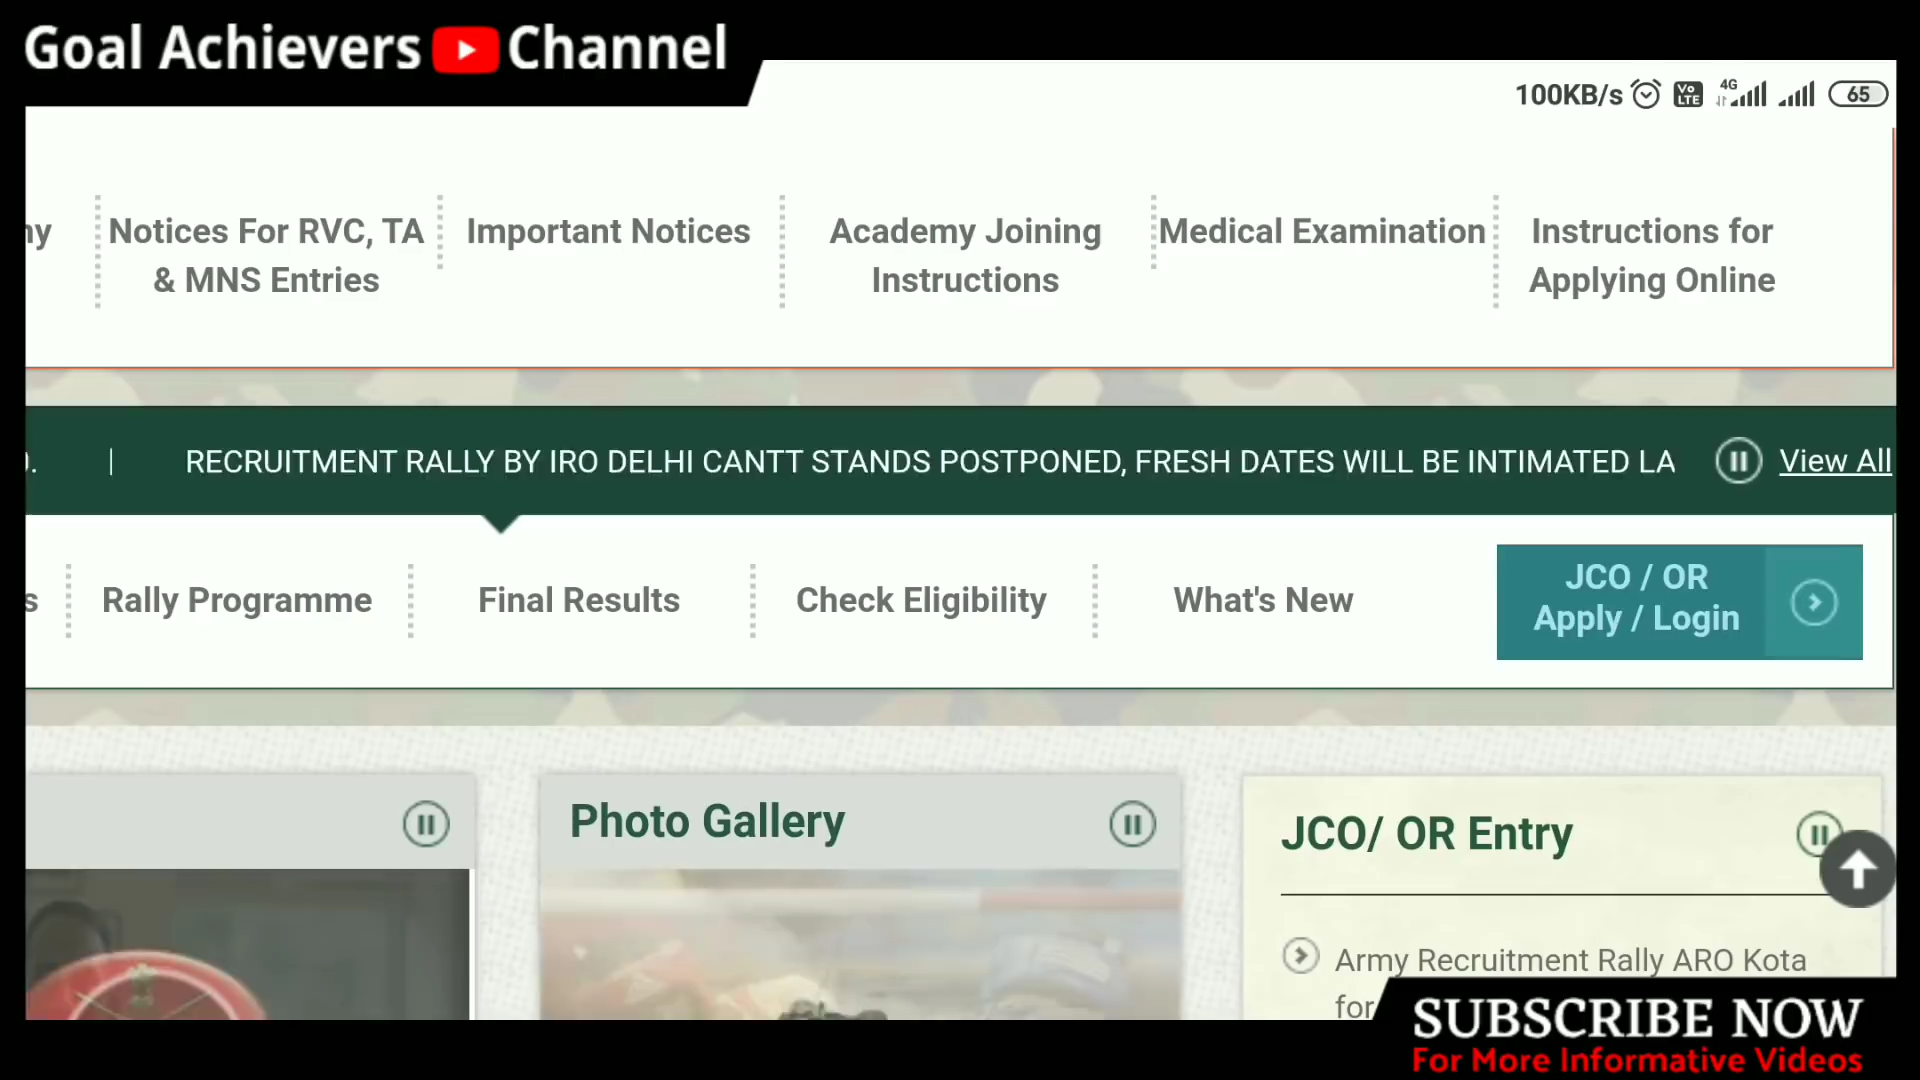 Goal Achievers Channel
100KB/s 4G Vo LTE 65
Notices For RVC, TA
& MNS Entries
Important Notices
Academy Joining
Instructions
Medical Examination
Instructions for
Applying Online
RECRUITMENT RALLY BY IRO DELHI CANTT STANDS POSTPONED, FRESH DATES WILL BE INTIMATED LA
View All
s
Rally Programme
Final Results
Check Eligibility
What's New
JCO / OR
Apply / Login
Photo Gallery
JCO/ OR Entry
Army Recruitment Rally ARO Kota
for
SUBSCRIBE NOW
For More Informative Videos